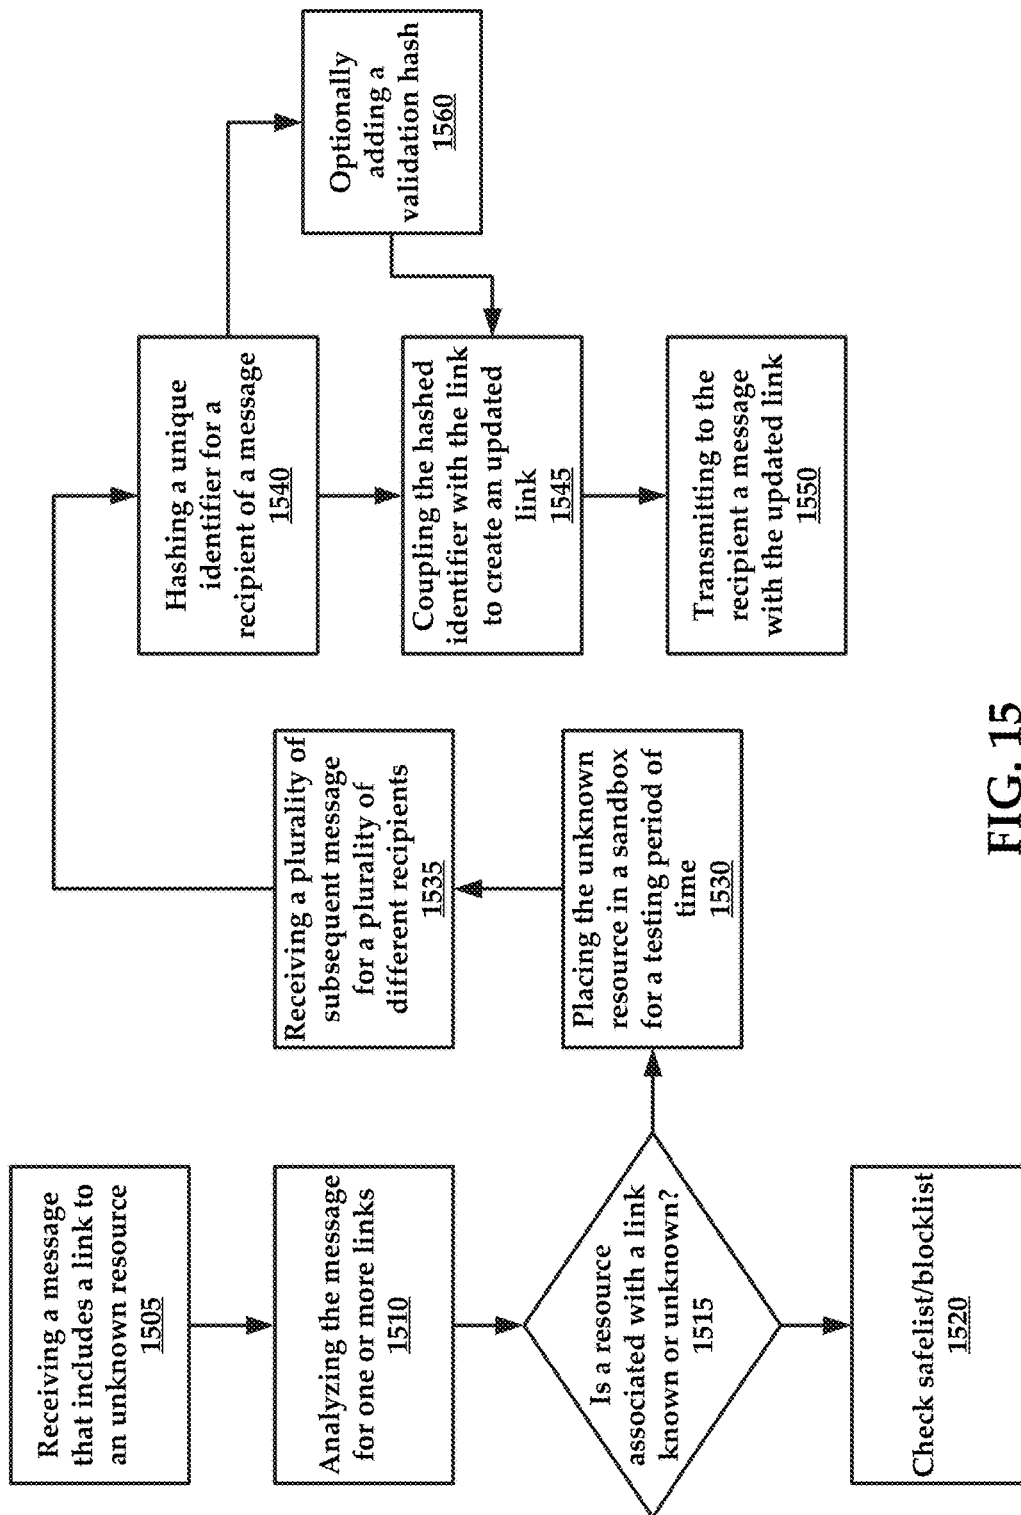 Receiving a message
that includes a link to
an unknown resource
1505
Analyzing the message
for one or more links
1510
Is a resource
associated with a link
known or unknown?
1515
Check safelist/blocklist
1520
Placing the unknown
resource in a sandbox
for a testing period of
time
1530
Receiving a plurality of
subsequent message
for a plurality of
different recipients
1535
Hashing a unique
identifier for a
recipient of a message
1540
Optionally
adding a
validation hash
1560
Coupling the hashed
identifier with the link
to create an updated
link
1545
Transmitting to the
recipient a message
with the updated link
1550
FIG. 15